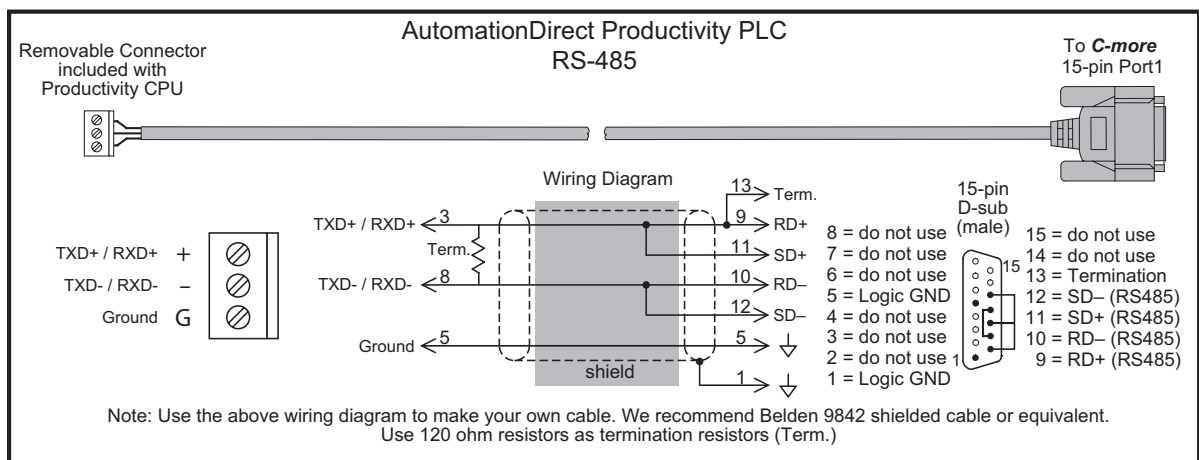 AutomationDirect Productivity PLC
RS-485
Removable Connector
included with
Productivity CPU
To C-more
15-pin Port1
Wiring Diagram
TXD+ / RXD+
3
Term.
TXD- / RXD-
8
Ground
5
shield
13
Term.
9
RD+
11
SD+
10
RD–
12
SD–
5
1
TXD+ / RXD+ +
TXD- / RXD- –
Ground G
8 = do not use
7 = do not use
6 = do not use
5 = Logic GND
4 = do not use
3 = do not use
2 = do not use
1 = Logic GND
15-pin
D-sub
(male)
15
1
15 = do not use
14 = do not use
13 = Termination
12 = SD– (RS485)
11 = SD+ (RS485)
10 = RD– (RS485)
9 = RD+ (RS485)
Note: Use the above wiring diagram to make your own cable. We recommend Belden 9842 shielded cable or equivalent.
Use 120 ohm resistors as termination resistors (Term.)